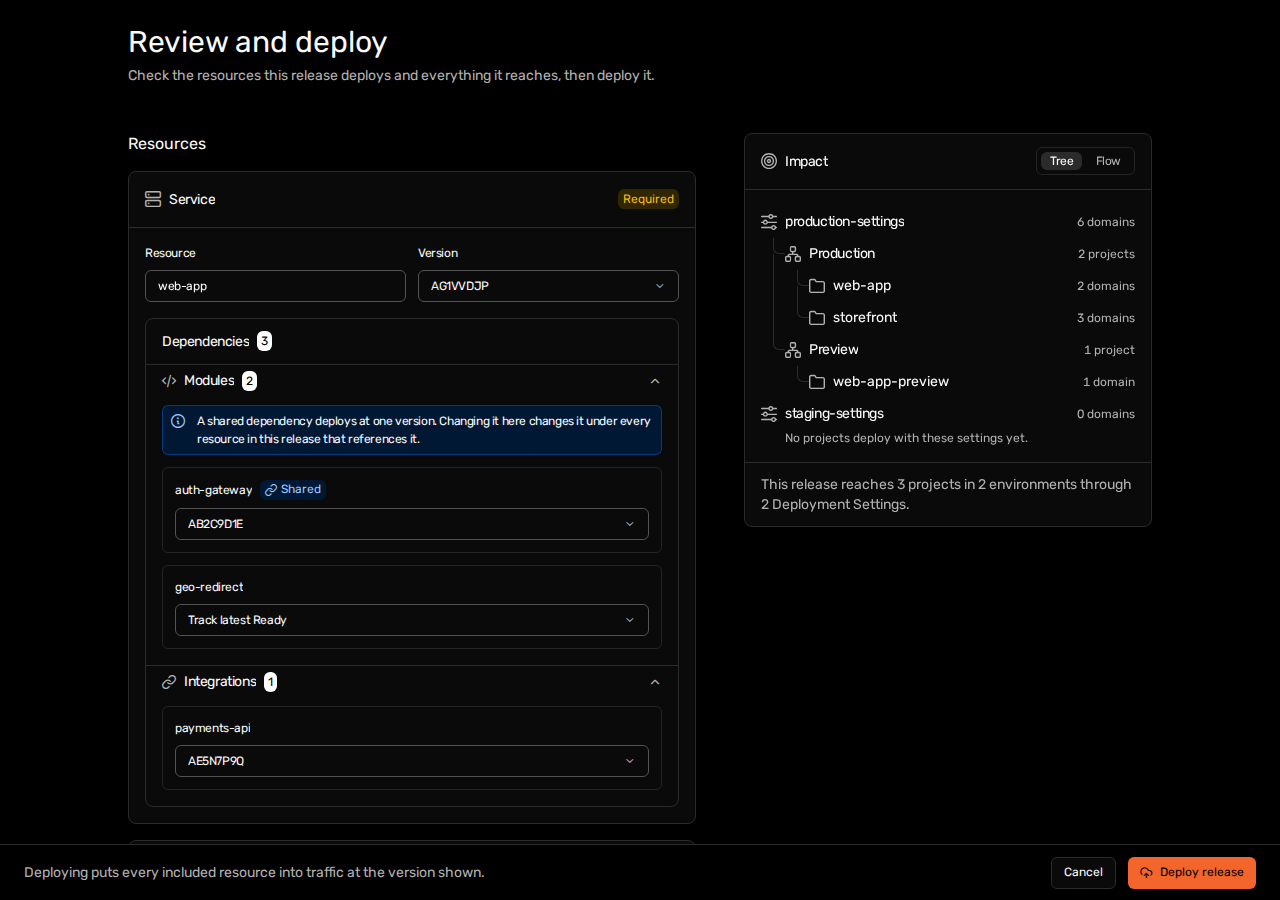 Review and deploy
Check the resources this release deploys and everything it reaches, then deploy it.
Resources
Service
Required
Resource
Version
web-app
AG1VVDJP
Dependencies 3
Modules 2
A shared dependency deploys at one version. Changing it here changes it under every
resource in this release that references it.
auth-gateway
Shared
AB2C9D1E
geo-redirect
Track latest Ready
Integrations 1
payments-api
AE5N7P9Q
Impact
Tree
Flow
production-settings
6 domains
Production
2 projects
web-app
2 domains
storefront
3 domains
Preview
1 project
web-app-preview
1 domain
staging-settings
0 domains
No projects deploy with these settings yet.
This release reaches 3 projects in 2 environments through
2 Deployment Settings.
Deploying puts every included resource into traffic at the version shown.
Cancel
Deploy release